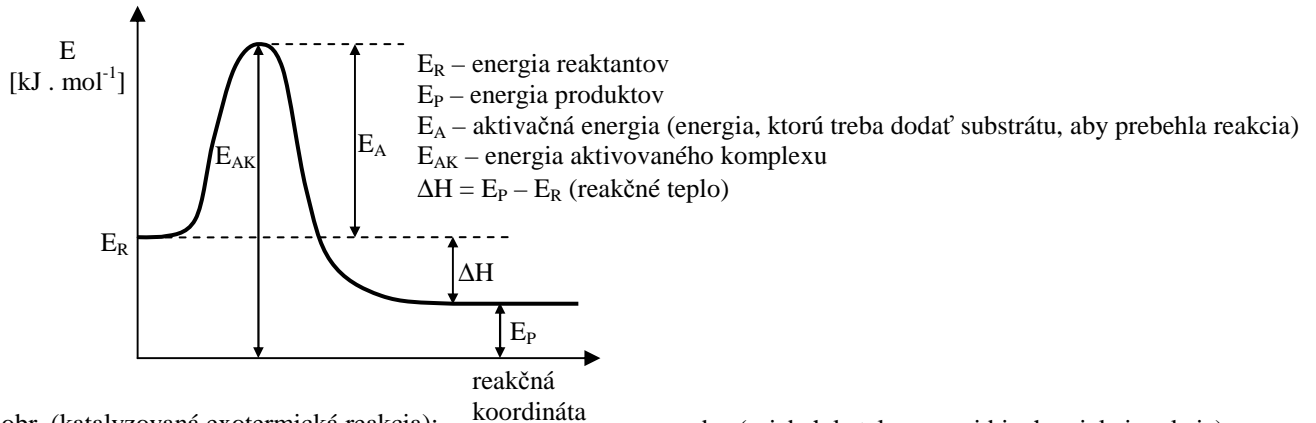 E
[kJ . mol-1]
ER – energia reaktantov
EP – energia produktov
EA – aktivačná energia (energia, ktorú treba dodať substrátu, aby prebehla reakcia)
EAK – energia aktivovaného komplexu
ΔH = EP – ER (reakčné teplo)
EAK
EA
ER
ΔH
EP
reakčná
koordináta
obr. (katalyzovaná exotermická reakcia):